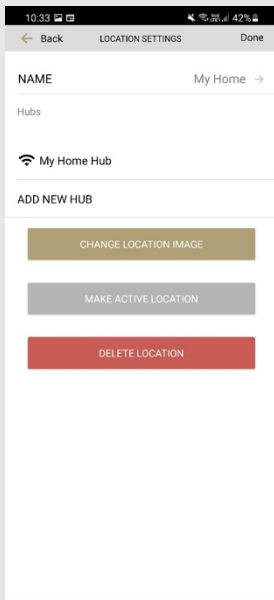 10:33 42%
Back LOCATION SETTINGS Done
NAME My Home
Hubs
My Home Hub
ADD NEW HUB
CHANGE LOCATION IMAGE
MAKE ACTIVE LOCATION
DELETE LOCATION